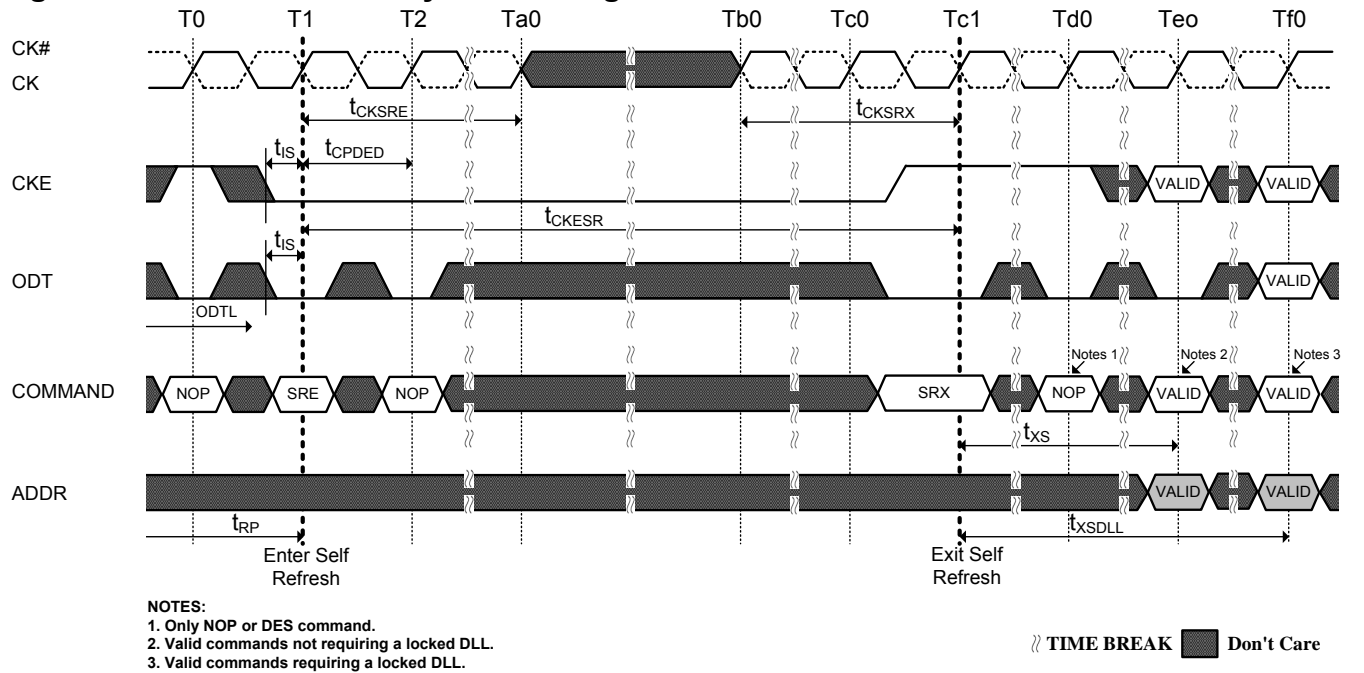 T0 T1 T2 Ta0 Tb0 Tc0 Tc1 Td0 Teo Tf0
CK#
CK
tCKSRE tCKSRX
tIS tCPDED
CKE VALID VALID
tCKESR
tIS
ODT VALID
ODTL
Notes 1 Notes 2 Notes 3
COMMAND NOP SRE NOP SRX NOP VALID VALID
tXS
ADDR VALID VALID
tRP tXSDLL
Enter Self
Refresh
Exit Self
Refresh
NOTES:
1. Only NOP or DES command.
2. Valid commands not requiring a locked DLL.
3. Valid commands requiring a locked DLL.
TIME BREAK Don't Care